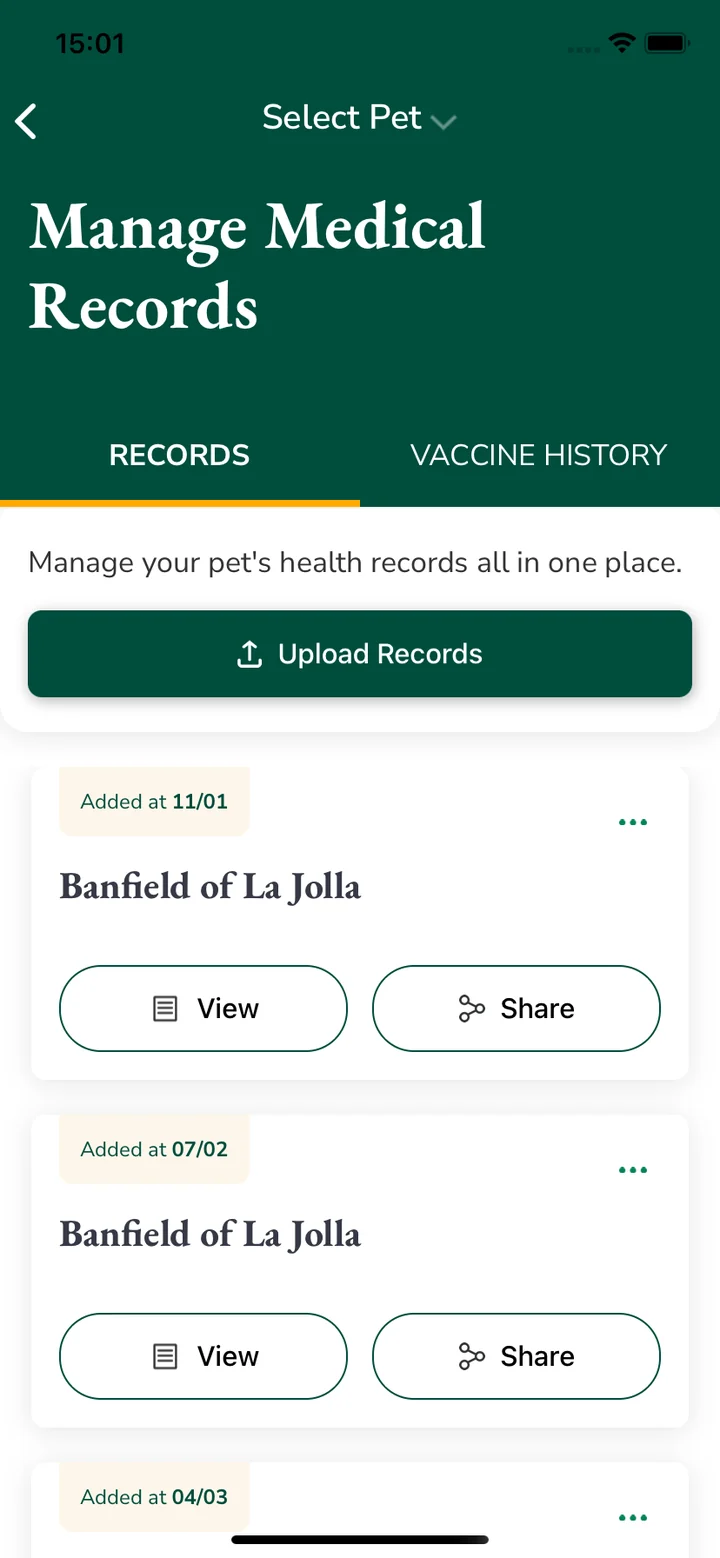 15:01
Select Pet
Manage Medical
Records
RECORDS
VACCINE HISTORY
Manage your pet's health records all in one place.
Upload Records
Added at 11/01
Banfield of La Jolla
View
Share
Added at 07/02
Banfield of La Jolla
View
Share
Added at 04/03